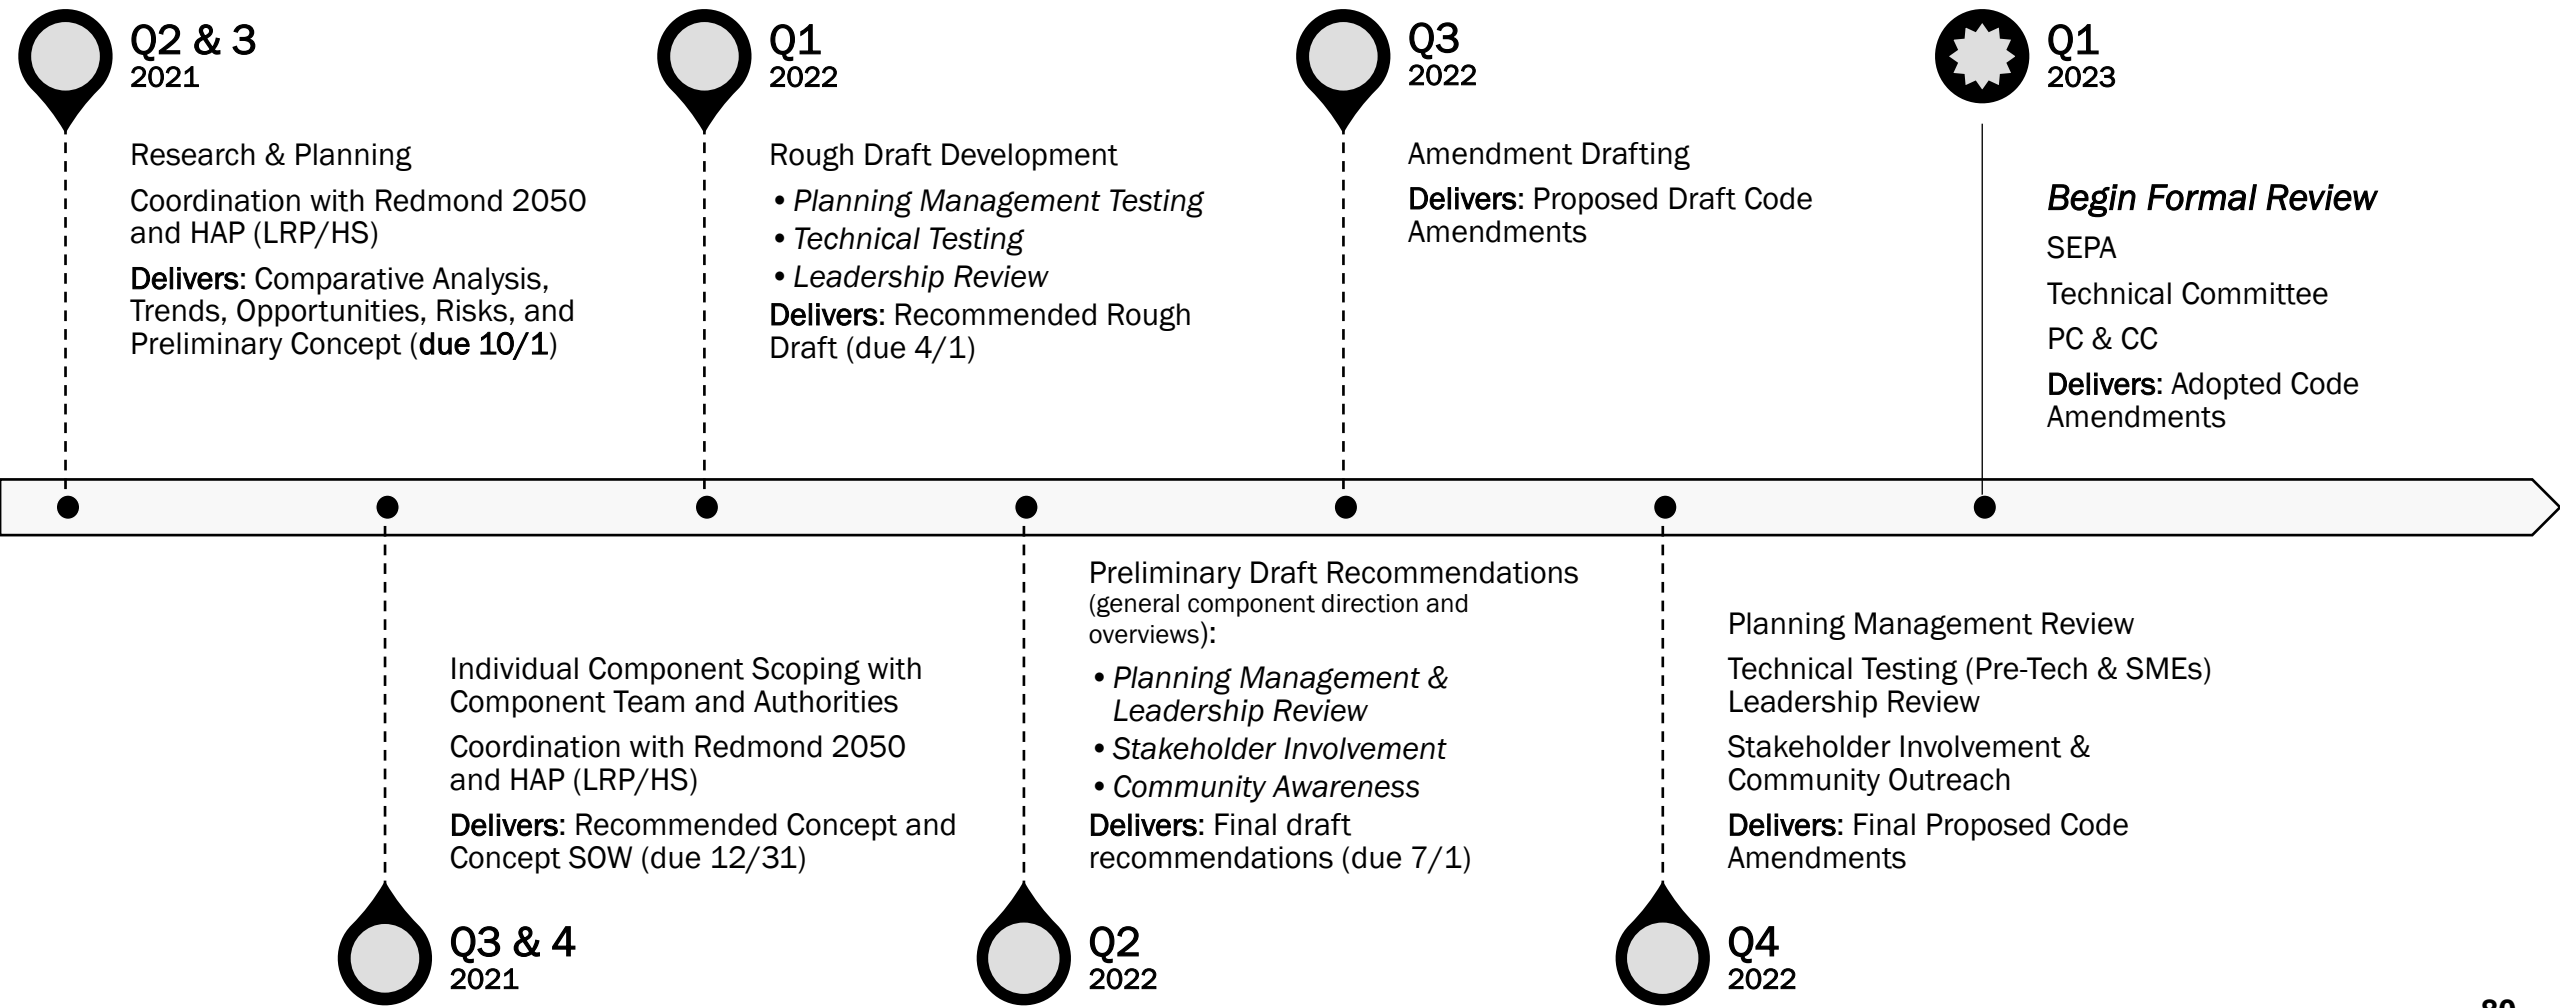 Q2 & 3
2021
Research & Planning
Coordination with Redmond 2050
and HAP (LRP/HS)
Delivers: Comparative Analysis,
Trends, Opportunities, Risks, and
Preliminary Concept (due 10/1)
Q1
2022
Rough Draft Development
• Planning Management Testing
• Technical Testing
• Leadership Review
Delivers: Recommended Rough
Draft (due 4/1)
Q3
2022
Amendment Drafting
Delivers: Proposed Draft Code
Amendments
Q1
2023
Begin Formal Review
SEPA
Technical Committee
PC & CC
Delivers: Adopted Code
Amendments
Individual Component Scoping with
Component Team and Authorities
Coordination with Redmond 2050
and HAP (LRP/HS)
Delivers: Recommended Concept and
Concept SOW (due 12/31)
Q3 & 4
2021
Preliminary Draft Recommendations
(general component direction and
overviews):
• Planning Management &
Leadership Review
• Stakeholder Involvement
• Community Awareness
Delivers: Final draft
recommendations (due 7/1)
Q2
2022
Planning Management Review
Technical Testing (Pre-Tech & SMEs)
Leadership Review
Stakeholder Involvement &
Community Outreach
Delivers: Final Proposed Code
Amendments
Q4
2022